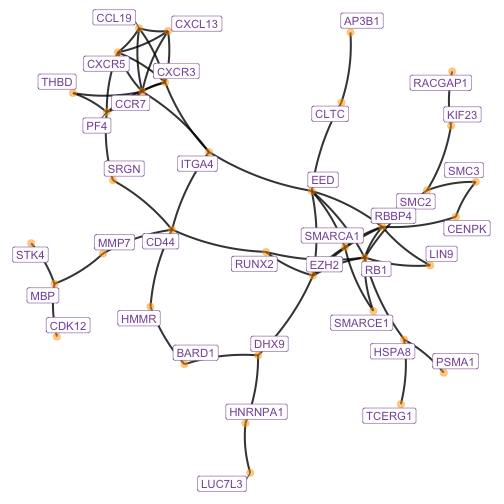 CCL19
CXCL13
AP3B1
CXCR5
CXCR3
THBD
CCR7
RACGAP1
CLTC
KIF23
PF4
SRGN
ITGA4
EED
SMC3
SMC2
RBBP4
CENPK
SMARCA1
MMP7
CD44
STK4
RUNX2
EZH2
RB1
LIN9
MBP
CDK12
HMMR
SMARCE1
BARD1
DHX9
HSPA8
PSMA1
HNRNPA1
TCERG1
LUC7L3